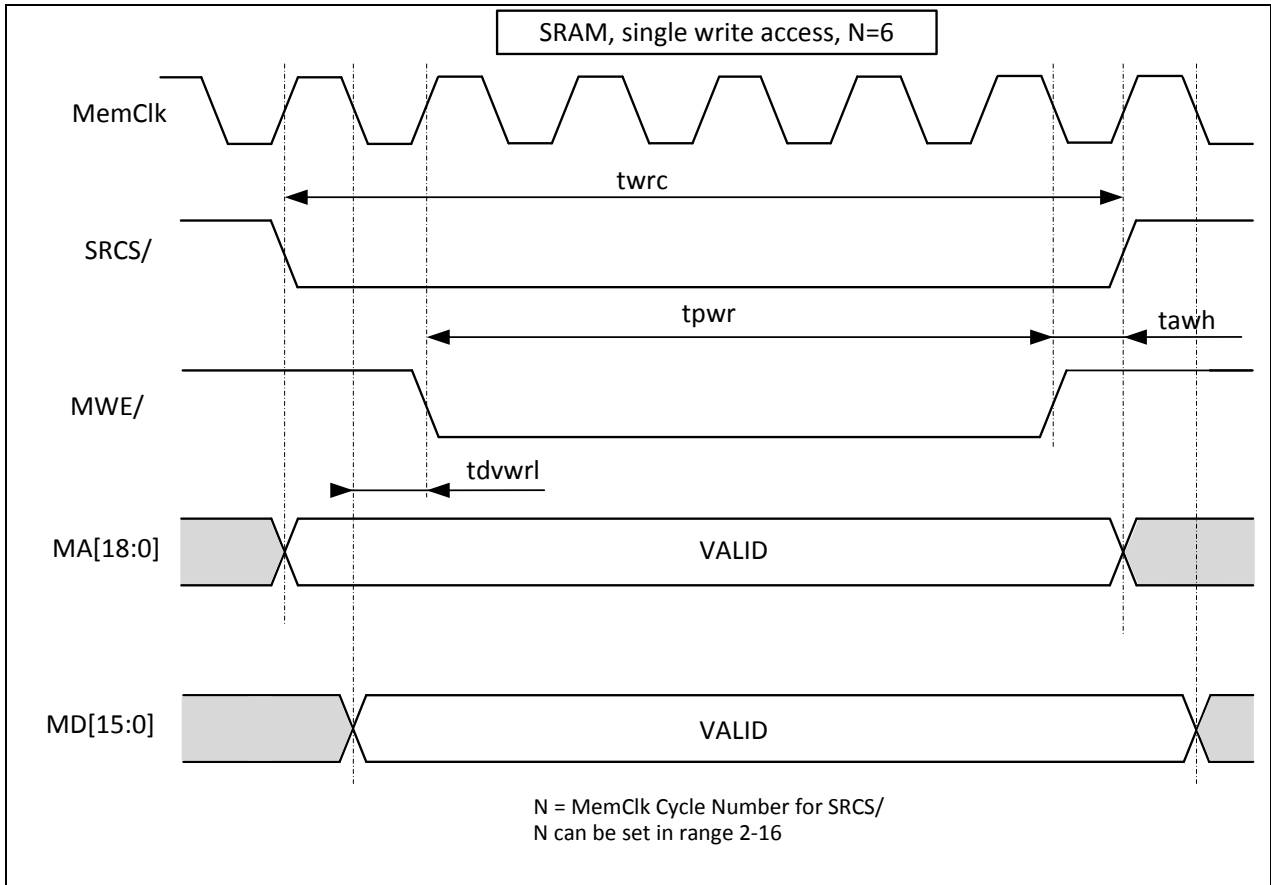 SRAM, single write access, N=6
MemClk
twrc
SRCS/
tpwr
tawh
MWE/
tdvwrl
MA[18:0]
VALID
MD[15:0]
VALID
N = MemClk Cycle Number for SRCS/
N can be set in range 2-16